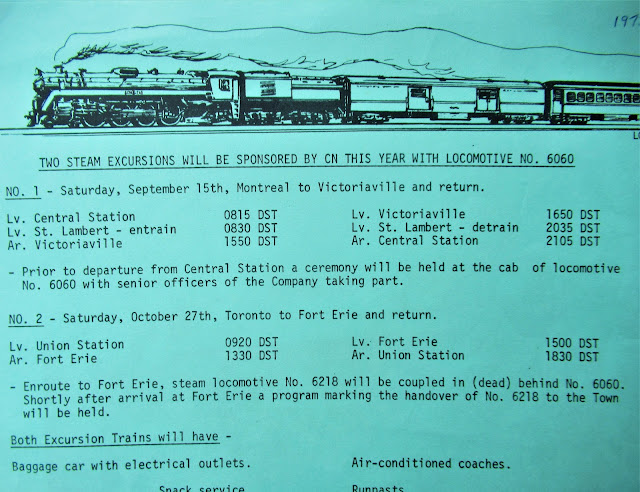 197
TWO STEAM EXCURSIONS WILL BE SPONSORED BY CN THIS YEAR WITH LOCOMOTIVE NO. 6060
NO. 1 - Saturday, September 15th, Montreal to Victoriaville and return.
Lv. Central Station 0815 DST Lv. Victoriaville 1650 DST
Lv. St. Lambert - entrain 0830 DST Lv. St. Lambert - detrain 2035 DST
Ar. Victoriaville 1550 DST Ar. Central Station 2105 DST
- Prior to departure from Central Station a ceremony will be held at the cab of locomotive
No. 6060 with senior officers of the Company taking part.
NO. 2 - Saturday, October 27th, Toronto to Fort Erie and return.
Lv. Union Station 0920 DST Lv. Fort Erie 1500 DST
Ar. Fort Erie 1330 DST Ar. Union Station 1830 DST
- Enroute to Fort Erie, steam locomotive No. 6218 will be coupled in (dead) behind No. 6060.
Shortly after arrival at Fort Erie a program marking the handover of No. 6218 to the Town
will be held.
Both Excursion Trains will have -
Baggage car with electrical outlets. Air-conditioned coaches.
Snack service Runpasts